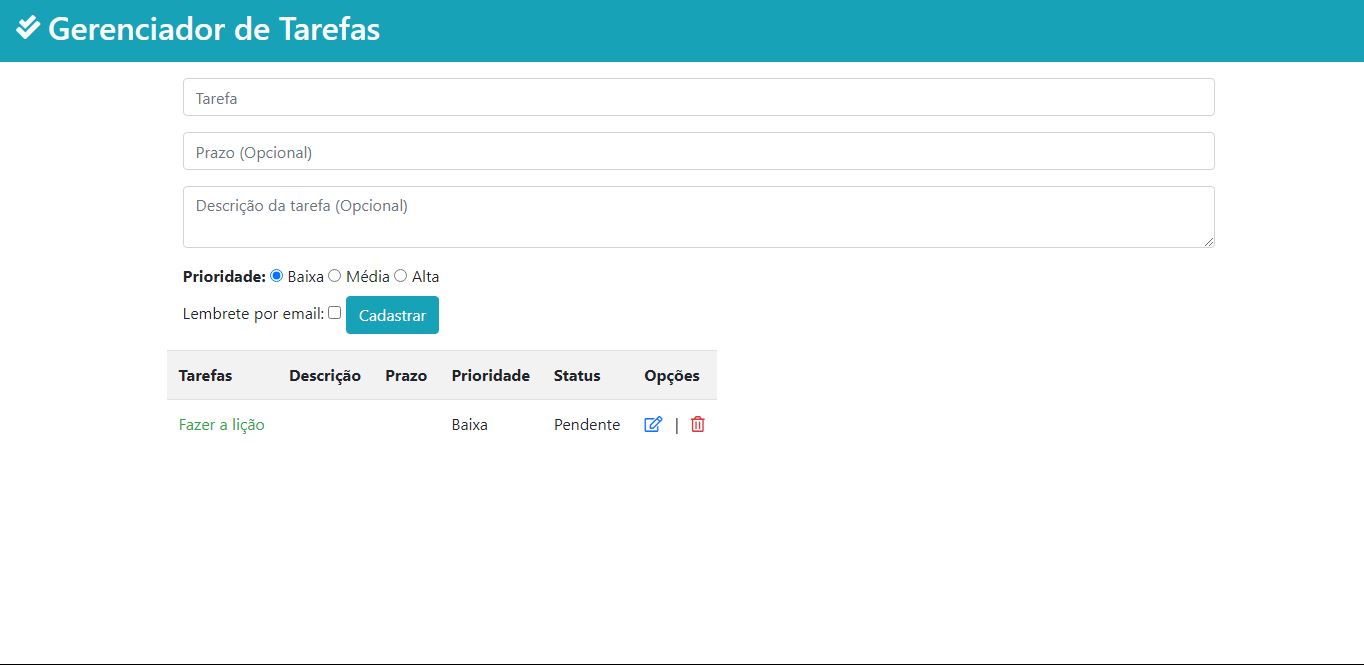 Gerenciador de Tarefas
Tarefa
Prazo (Opcional)
Descrição da tarefa (Opcional)
Prioridade: Baixa Média Alta
Lembrete por email: Cadastrar
Tarefas Descrição Prazo Prioridade Status Opções
Fazer a lição Baixa Pendente |